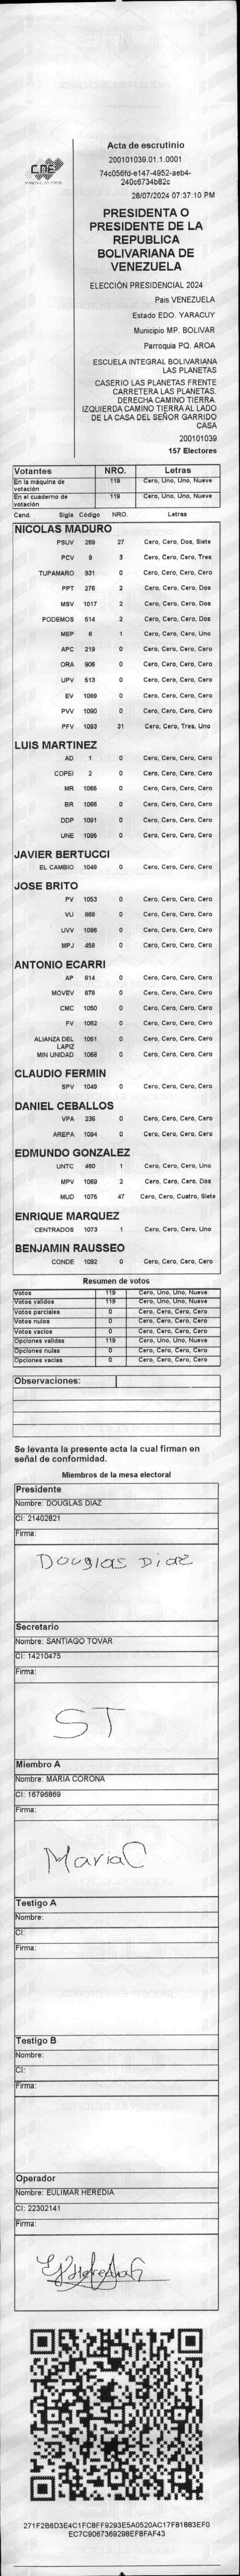 CNE
Acta de escrutinio
200101039.01.1.0001
74c056fd-e147-4952-aeb4-
240c6734b82c
28/07/2024 07:37:10 PM
PRESIDENTA O
PRESIDENTE DE LA
REPUBLICA
BOLIVARIANA DE
VENEZUELA
ELECCIÓN PRESIDENCIAL 2024
País VENEZUELA
Estado EDO. YARACUY
Municipio MP. BOLIVAR
Parroquia PQ. AROA
ESCUELA INTEGRAL BOLIVARIANA
LAS PLANETAS
CASERIO LAS PLANETAS FRENTE
CARRETERA LAS PLANETAS.
DERECHA CAMINO TIERRA.
IZQUIERDA CAMINO TIERRA AL LADO
DE LA CASA DEL SEÑOR GARRIDO
CASA
200101039
157 Electores
Votantes NRO. Letras
En la máquina de votación 119 Cero, Uno, Uno, Nueve
En el cuaderno de votación 119 Cero, Uno, Uno, Nueve
Cand. Sigla Código NRO. Letras
NICOLAS MADURO
PSUV 269 27 Cero, Cero, Dos, Siete
PCV 9 3 Cero, Cero, Cero, Tres
TUPAMARO 931 0 Cero, Cero, Cero, Cero
PPT 276 2 Cero, Cero, Cero, Dos
MSV 1017 2 Cero, Cero, Cero, Dos
PODEMOS 514 2 Cero, Cero, Cero, Dos
MEP 6 1 Cero, Cero, Cero, Uno
APC 219 0 Cero, Cero, Cero, Cero
ORA 906 0 Cero, Cero, Cero, Cero
UPV 513 0 Cero, Cero, Cero, Cero
EV 1089 0 Cero, Cero, Cero, Cero
PVV 1090 0 Cero, Cero, Cero, Cero
PFV 1093 31 Cero, Cero, Tres, Uno
LUIS MARTINEZ
AD 1 0 Cero, Cero, Cero, Cero
COPEI 2 0 Cero, Cero, Cero, Cero
MR 1065 0 Cero, Cero, Cero, Cero
BR 1068 0 Cero, Cero, Cero, Cero
DDP 1091 0 Cero, Cero, Cero, Cero
UNE 1095 0 Cero, Cero, Cero, Cero
JAVIER BERTUCCI
EL CAMBIO 1049 0 Cero, Cero, Cero, Cero
JOSE BRITO
PV 1053 0 Cero, Cero, Cero, Cero
VU 868 0 Cero, Cero, Cero, Cero
UVV 1096 0 Cero, Cero, Cero, Cero
MPJ 458 0 Cero, Cero, Cero, Cero
ANTONIO ECARRI
AP 814 0 Cero, Cero, Cero, Cero
MOVEV 878 0 Cero, Cero, Cero, Cero
CMC 1050 0 Cero, Cero, Cero, Cero
FV 1062 0 Cero, Cero, Cero, Cero
ALIANZA DEL LAPIZ 1051 0 Cero, Cero, Cero, Cero
MIN UNIDAD 1068 0 Cero, Cero, Cero, Cero
CLAUDIO FERMIN
SPV 1049 0 Cero, Cero, Cero, Cero
DANIEL CEBALLOS
VPA 236 0 Cero, Cero, Cero, Cero
AREPA 1094 0 Cero, Cero, Cero, Cero
EDMUNDO GONZALEZ
UNTC 460 1 Cero, Cero, Cero, Uno
MPV 1069 2 Cero, Cero, Cero, Dos
MUD 1075 47 Cero, Cero, Cuatro, Siete
ENRIQUE MARQUEZ
CENTRADOS 1073 1 Cero, Cero, Cero, Uno
BENJAMIN RAUSSEO
CONDE 1092 0 Cero, Cero, Cero, Cero
Resumen de votos
Votos 119 Cero, Uno, Uno, Nueve
Votos validos 119 Cero, Uno, Uno, Nueve
Votos parciales 0 Cero, Cero, Cero, Cero
Votos nulos 0 Cero, Cero, Cero, Cero
Votos vacios 0 Cero, Cero, Cero, Cero
Opciones validas 119 Cero, Uno, Uno, Nueve
Opciones nulas 0 Cero, Cero, Cero, Cero
Opciones vacias 0 Cero, Cero, Cero, Cero
Observaciones:
Se levanta la presente acta la cual firman en
señal de conformidad.
Miembros de la mesa electoral
Presidente
Nombre: DOUGLAS DIAZ
CI: 21402821
Firma:
Douglas Diaz
Secretario
Nombre: SANTIAGO TOVAR
CI: 14210475
Firma:
ST
Miembro A
Nombre: MARIA CORONA
CI: 16796869
Firma:
MariaC
Testigo A
Nombre:
CI:
Firma:
Testigo B
Nombre:
CI:
Firma:
Operador
Nombre: EULIMAR HEREDIA
CI: 22302141
Firma:
271F2B6D3E4C1FC8FF9293E5A0520AC17F81883EF0
EC7C9067369298EF8FAF43